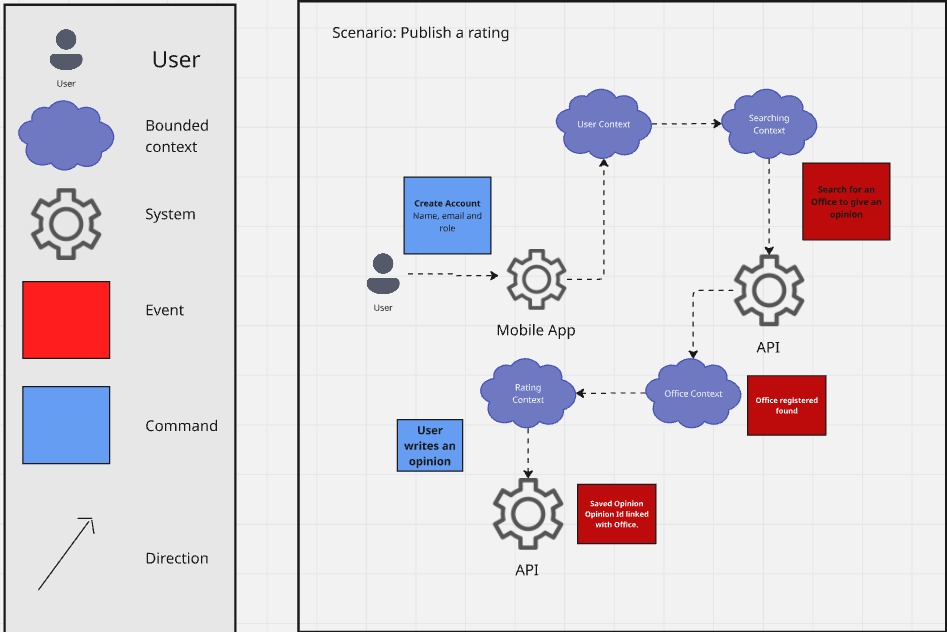 User
User
Bounded
context
System
Event
Command
Direction
Scenario: Publish a rating
User Context
Searching
Context
Create Account
Name, email and
role
Search for an
Office to give an
opinion
User
Mobile App
API
Rating
Context
Office Context
Office registered
found
User
writes an
opinion
Saved Opinion
Opinion Id linked
with Office.
API